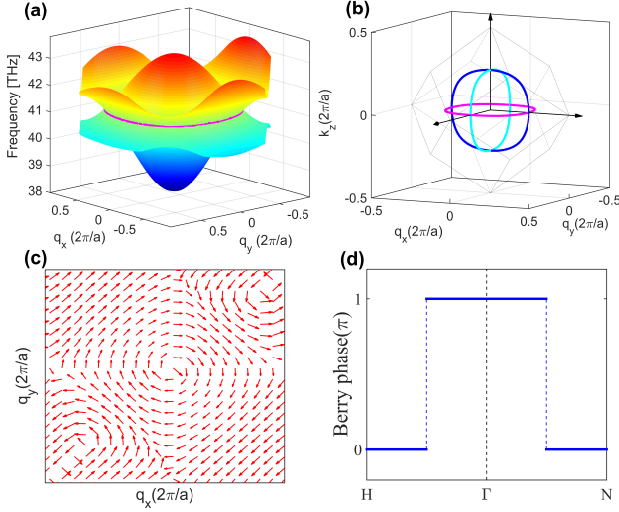 (a)
Frequency [THz]
43
42
41
40
39
38
0.5
0
-0.5
q_x (2π/a)
0.5
0
-0.5
q_y (2π/a)
(b)
k_z(2π/a)
0.5
0
-0.5
-0.5
0
0.5
q_x(2π/a)
0.5
0
-0.5
q_y(2π/a)
(c)
q_y(2π/a)
q_x(2π/a)
(d)
Berry phase(π)
1
0
H
Γ
N